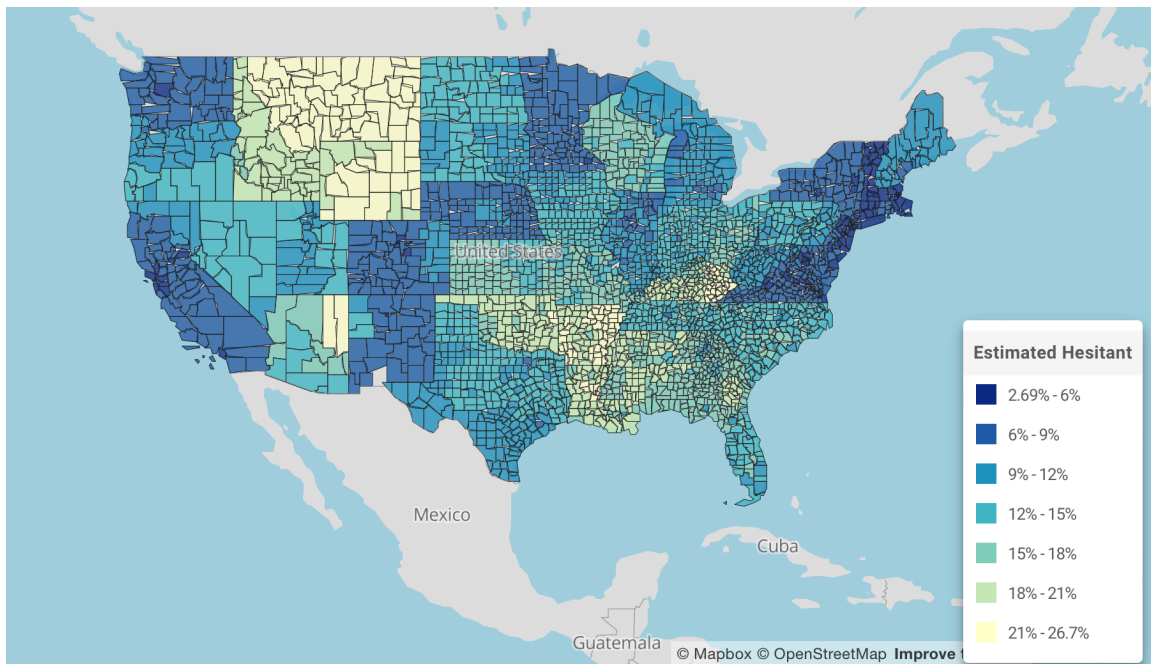 United States
Mexico
Cuba
Guatemala
Estimated Hesitant
2.69% - 6%
6% - 9%
9% - 12%
12% - 15%
15% - 18%
18% - 21%
21% - 26.7%
© Mapbox © OpenStreetMap Improve t